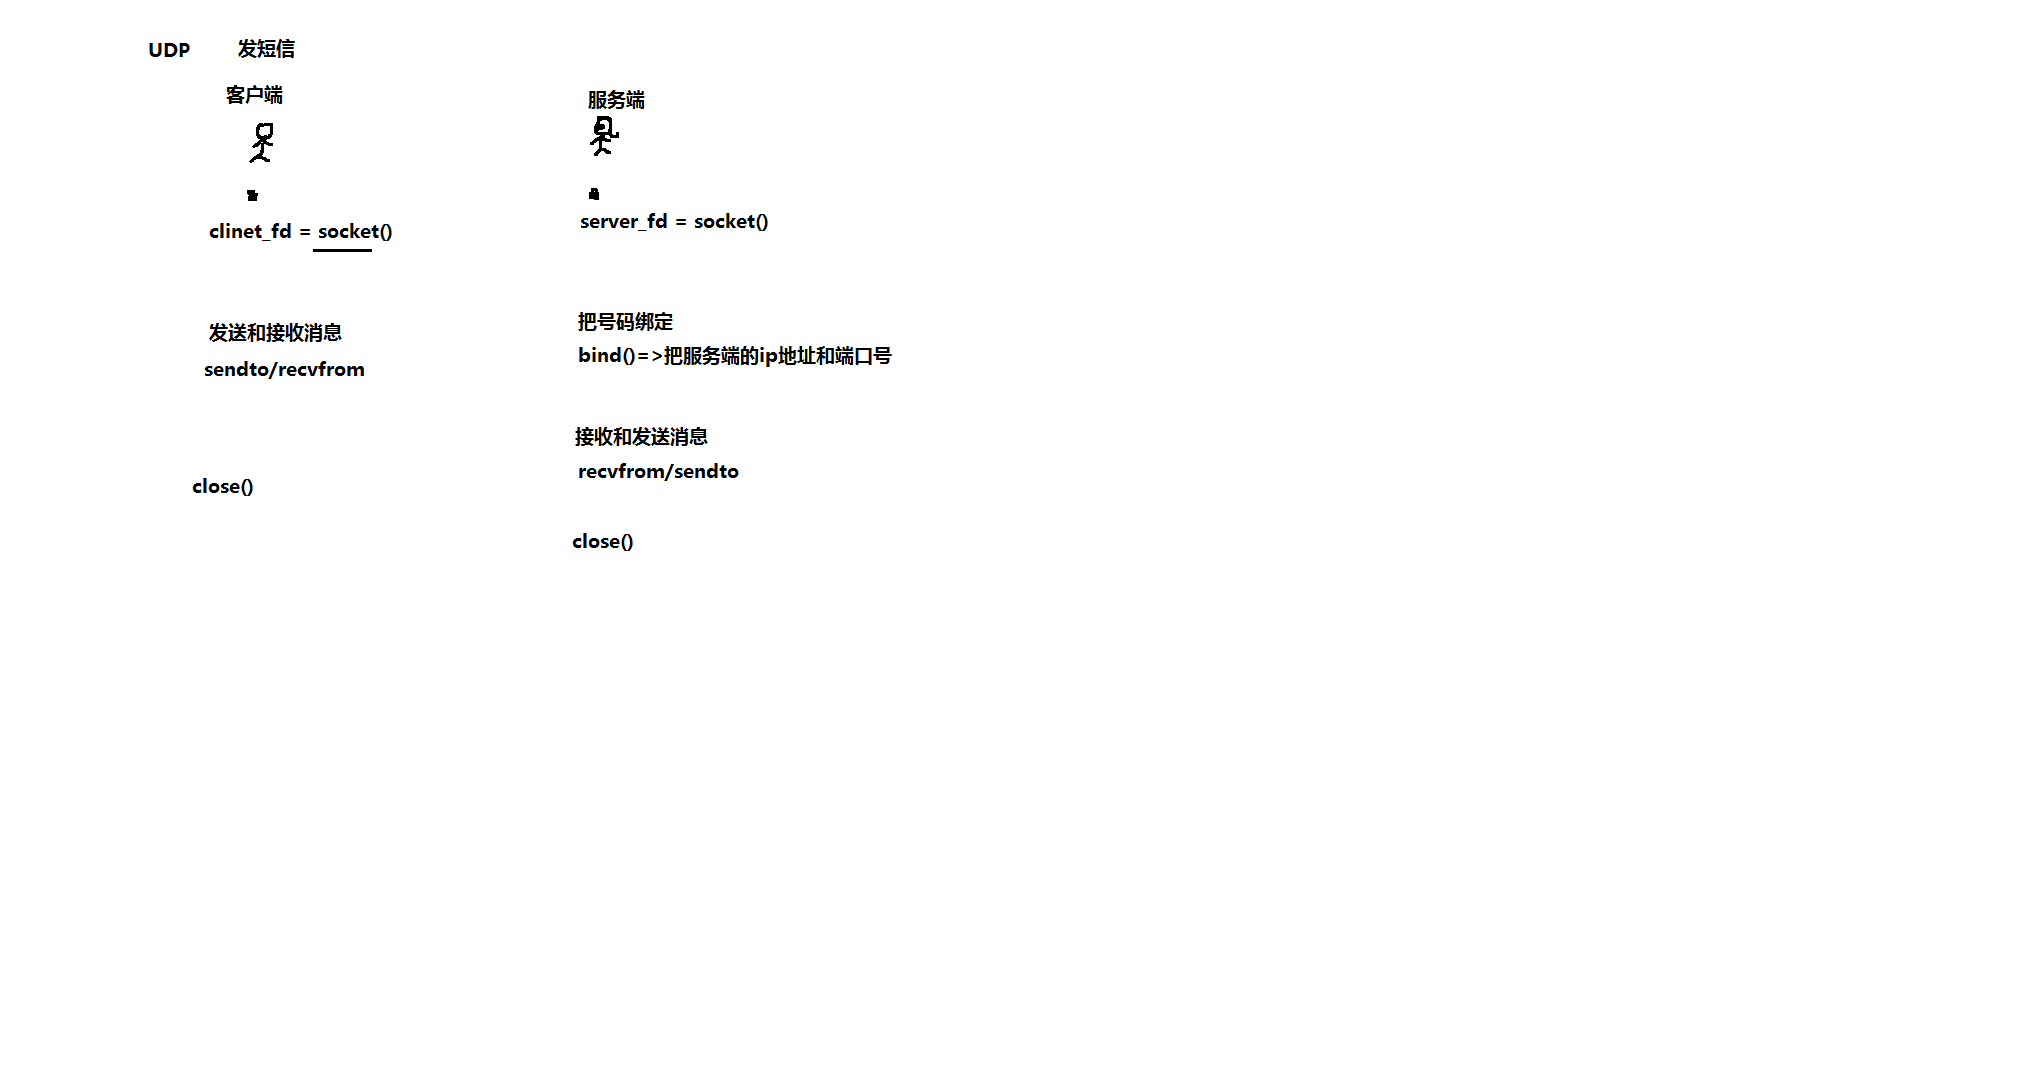 UDP 发短信
客户端
服务端
clinet_fd = socket()
server_fd = socket()
发送和接收消息
sendto/recvfrom
把号码绑定
bind()=>把服务端的ip地址和端口号
接收和发送消息
recvfrom/sendto
close()
close()